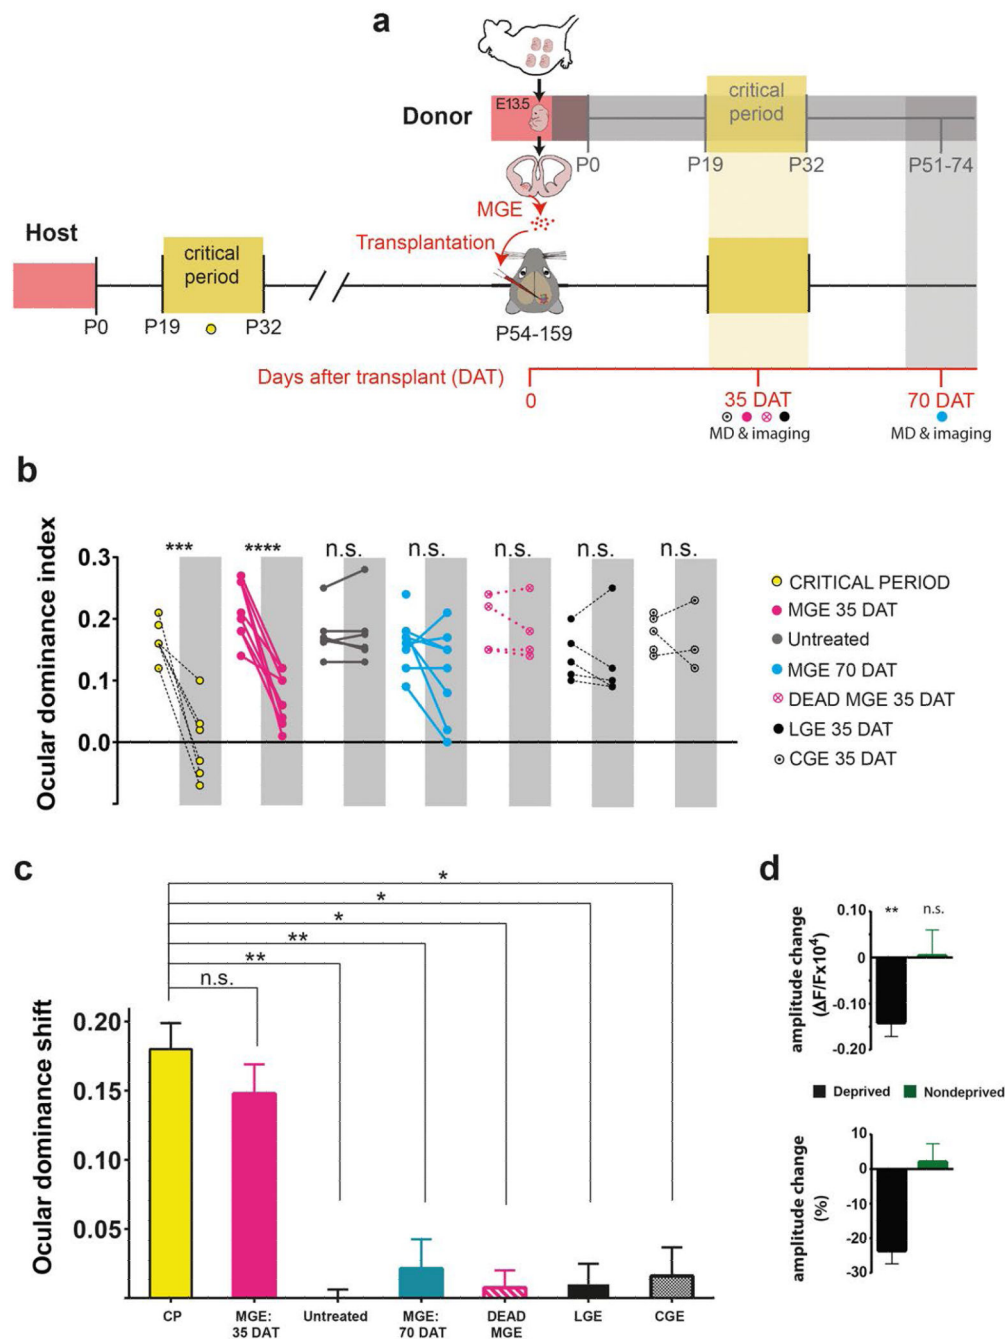 a
critical
period
E13.5
Donor
P0
P19
P32
P51-74
MGE
Transplantation
Host
critical
period
P0
P19
P32
P54-159
Days after transplant (DAT)
0
35 DAT
70 DAT
MD & imaging
MD & imaging
b
Ocular dominance index
0.3
0.2
0.1
0.0
***
****
n.s.
n.s.
n.s.
n.s.
n.s.
CRITICAL PERIOD
MGE 35 DAT
Untreated
MGE 70 DAT
DEAD MGE 35 DAT
LGE 35 DAT
CGE 35 DAT
c
*
*
*
**
**
n.s.
Ocular dominance shift
0.20
0.15
0.10
0.05
CP
MGE:
35 DAT
Untreated
MGE:
70 DAT
DEAD
MGE
LGE
CGE
d
amplitude change
(ΔF/Fx10⁴)
0.10
0
-0.10
-0.20
**
n.s.
Deprived
Nondeprived
amplitude change
(%)
10
0
-10
-20
-30